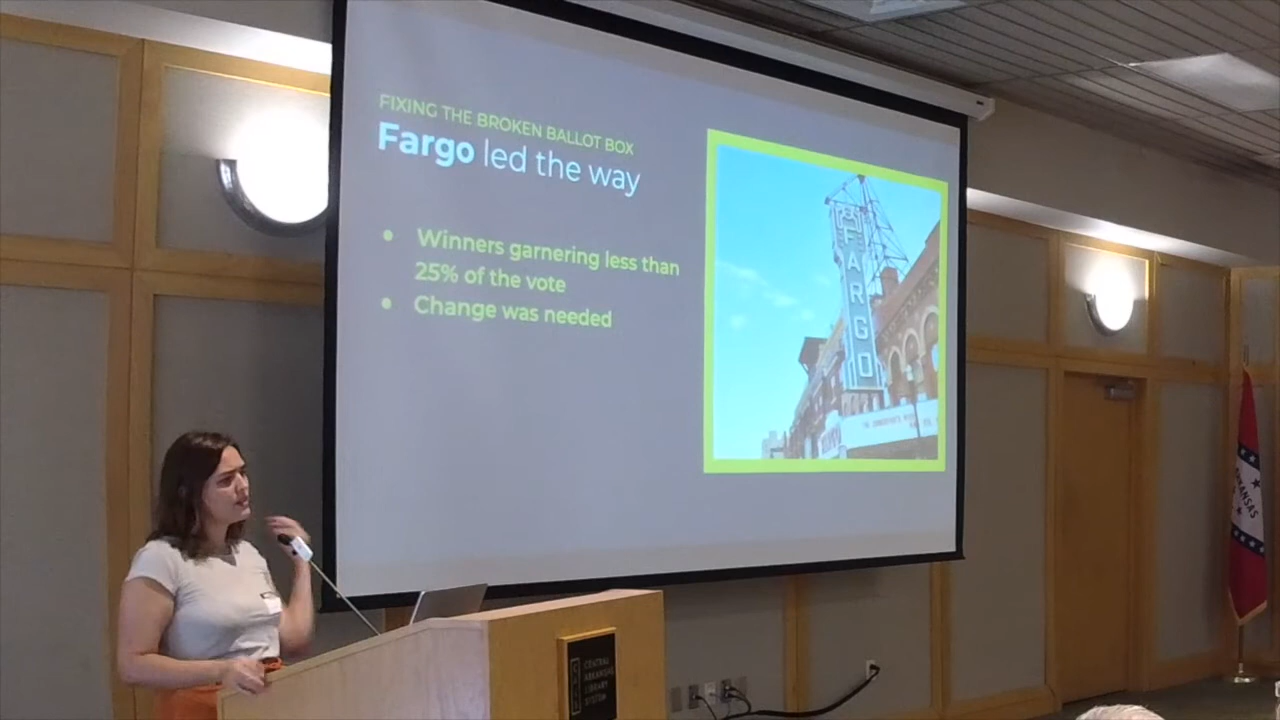 FIXING THE BROKEN BALLOT BOX
Fargo led the way
• Winners garnering less than
25% of the vote
• Change was needed
FARGO
CENTRAL
ARKANSAS
LIBRARY
SYSTEM
ARKANSAS